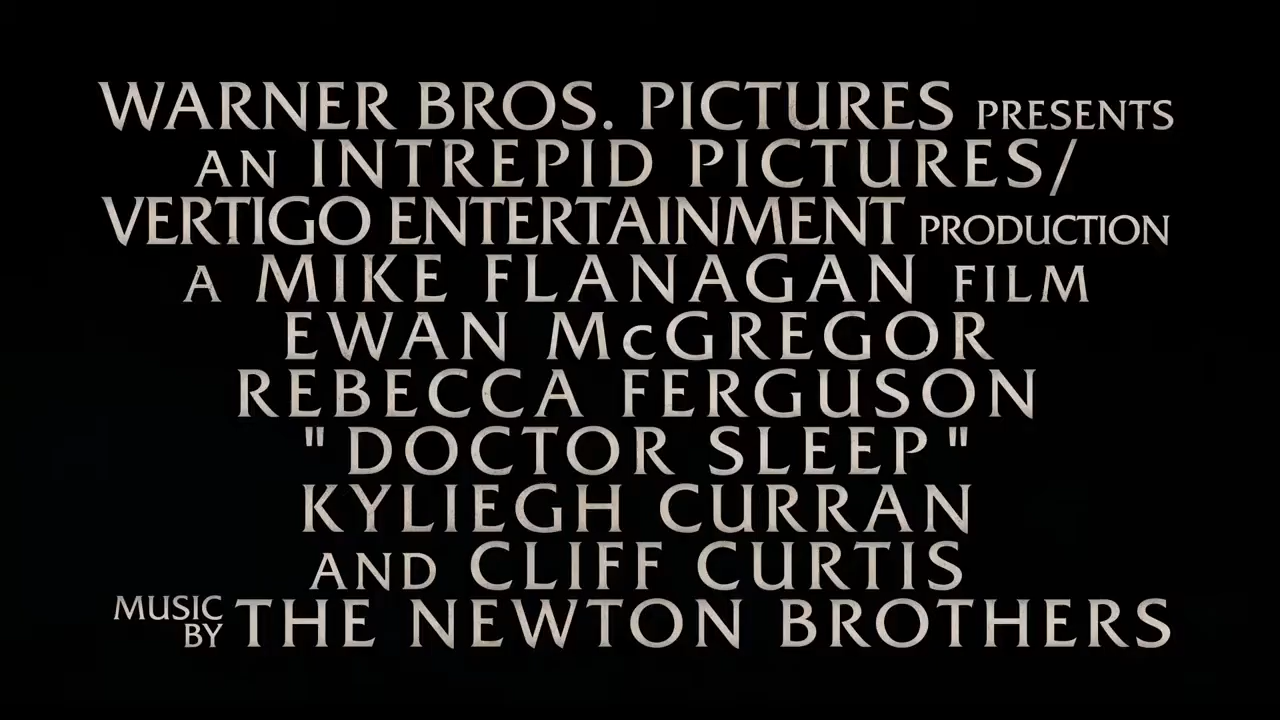 WARNER BROS. PICTURES PRESENTS
AN INTREPID PICTURES/
VERTIGO ENTERTAINMENT PRODUCTION
A MIKE FLANAGAN FILM
EWAN McGREGOR
REBECCA FERGUSON
"DOCTOR SLEEP"
KYLIEGH CURRAN
AND CLIFF CURTIS
MUSIC BY THE NEWTON BROTHERS